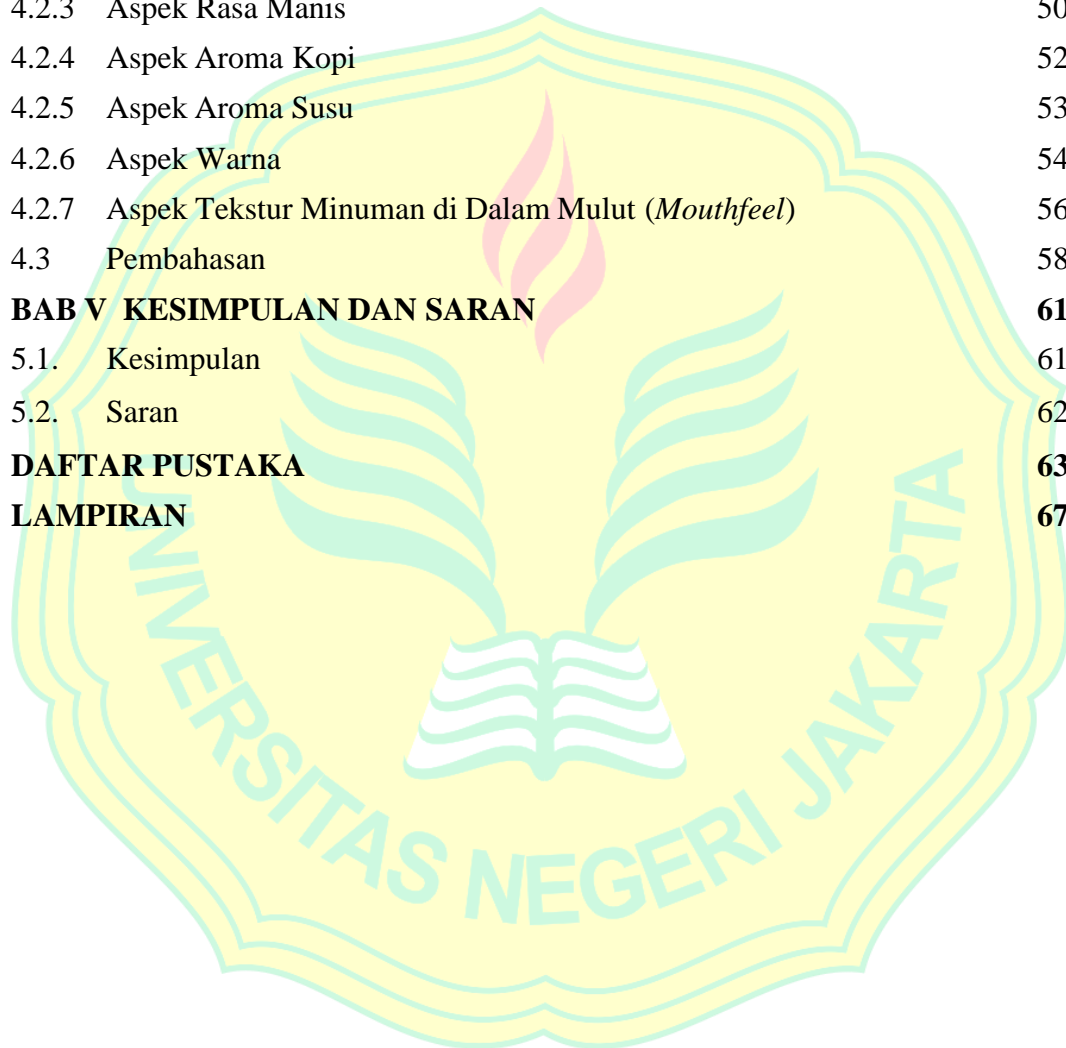 4.2.3 Aspek Rasa Manis 50
4.2.4 Aspek Aroma Kopi 52
4.2.5 Aspek Aroma Susu 53
4.2.6 Aspek Warna 54
4.2.7 Aspek Tekstur Minuman di Dalam Mulut (Mouthfeel) 56
4.3 Pembahasan 58
BAB V KESIMPULAN DAN SARAN 61
5.1. Kesimpulan 61
5.2. Saran 62
DAFTAR PUSTAKA 63
LAMPIRAN 67
UNIVERSITAS NEGERI JAKARTA